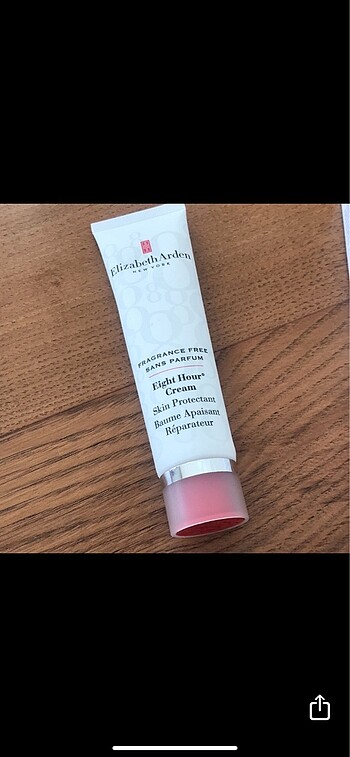 Elizabeth Arden
NEW YORK
FRAGRANCE FREE
SANS PARFUM
Eight Hour®
Cream
Skin Protectant
Baume Apaisant
Réparateur